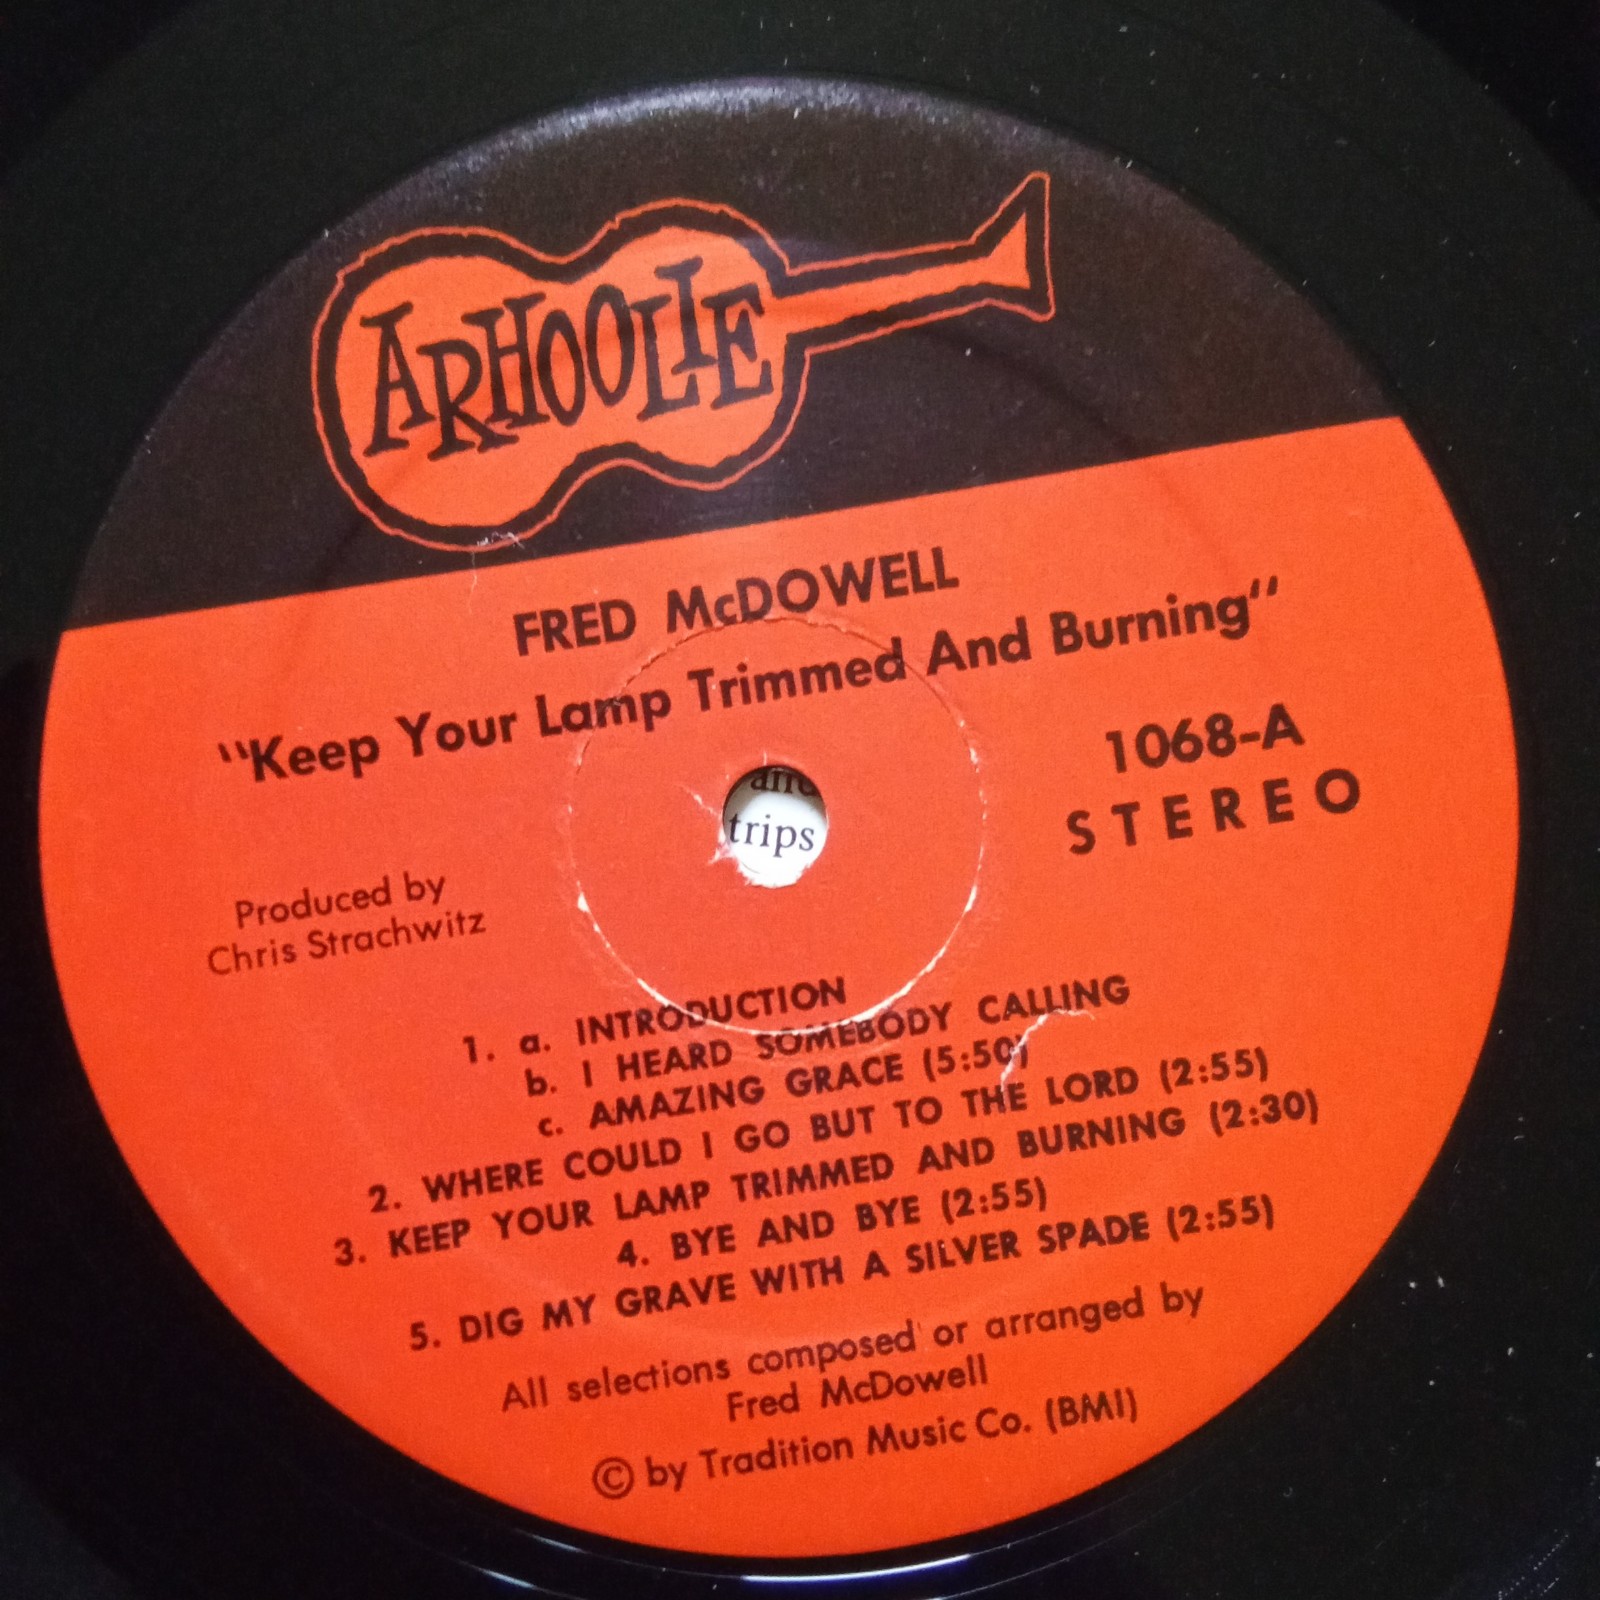 ARHOOLIE
FRED McDOWELL
"Keep Your Lamp Trimmed And Burning"
1068-A
STEREO
and
trips
Produced by
Chris Strachwitz
1. a. INTRODUCTION
b. I HEARD SOMEBODY CALLING
c. AMAZING GRACE (5:50)
2. WHERE COULD I GO BUT TO THE LORD (2:55)
3. KEEP YOUR LAMP TRIMMED AND BURNING (2:30)
4. BYE AND BYE (2:55)
5. DIG MY GRAVE WITH A SILVER SPADE (2:55)
All selections composed or arranged by
Fred McDowell
© by Tradition Music Co. (BMI)